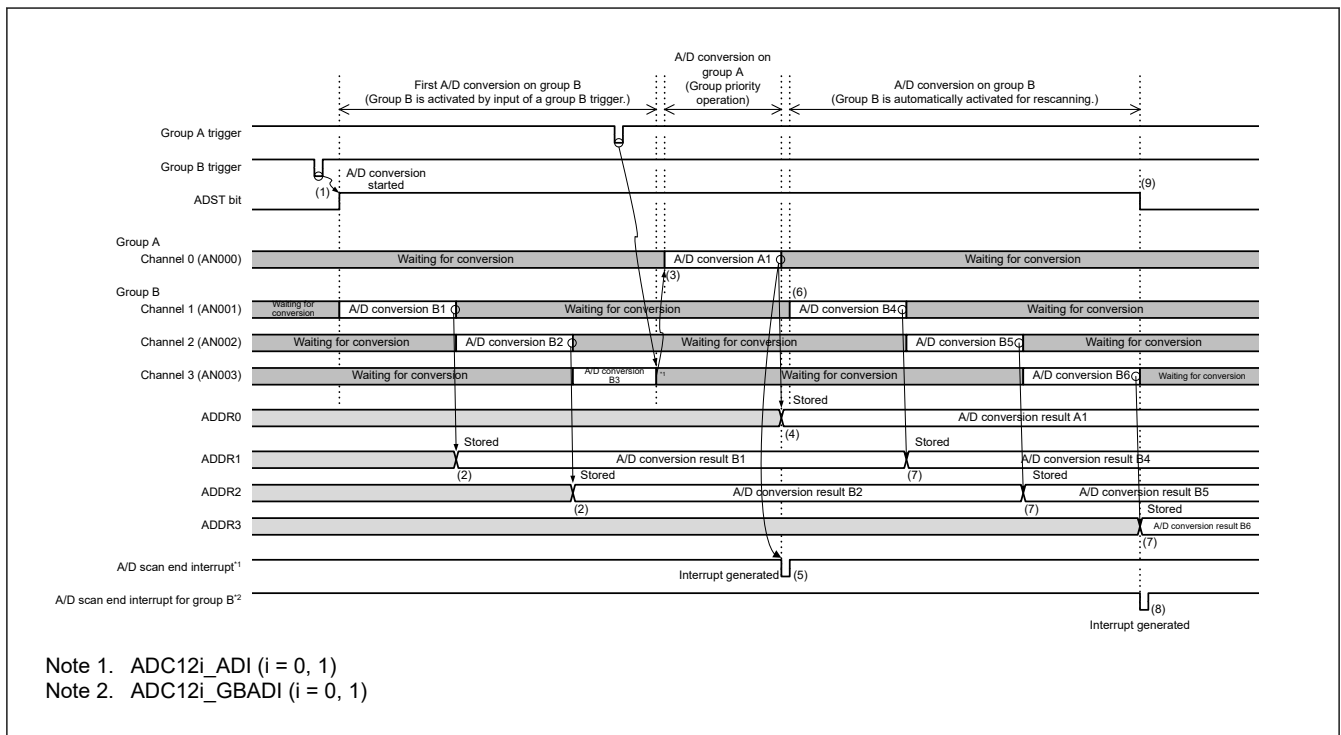 A/D conversion on
group A
(Group priority
operation)
First A/D conversion on group B
(Group B is activated by input of a group B trigger.)
A/D conversion on group B
(Group B is automatically activated for rescanning.)
Group A trigger
Group B trigger
A/D conversion
started
(1)
(9)
ADST bit
Group A
Channel 0 (AN000)
Waiting for conversion
A/D conversion A1
Waiting for conversion
(3)
Group B
(6)
Channel 1 (AN001)
Waiting for
conversion
A/D conversion B1
Waiting for conversion
A/D conversion B4
Waiting for conversion
Channel 2 (AN002)
Waiting for conversion
A/D conversion B2
Waiting for conversion
A/D conversion B5
Waiting for conversion
Channel 3 (AN003)
Waiting for conversion
A/D conversion
B3
*1
Waiting for conversion
A/D conversion B6
Waiting for conversion
Stored
ADDR0
A/D conversion result A1
(4)
Stored
Stored
ADDR1
A/D conversion result B1
A/D conversion result B4
(2)
(7)
Stored
Stored
ADDR2
A/D conversion result B2
A/D conversion result B5
(2)
(7)
Stored
ADDR3
A/D conversion result B6
(7)
A/D scan end interrupt*1
Interrupt generated
(5)
A/D scan end interrupt for group B*2
(8)
Interrupt generated
Note 1. ADC12i_ADI (i = 0, 1)
Note 2. ADC12i_GBADI (i = 0, 1)